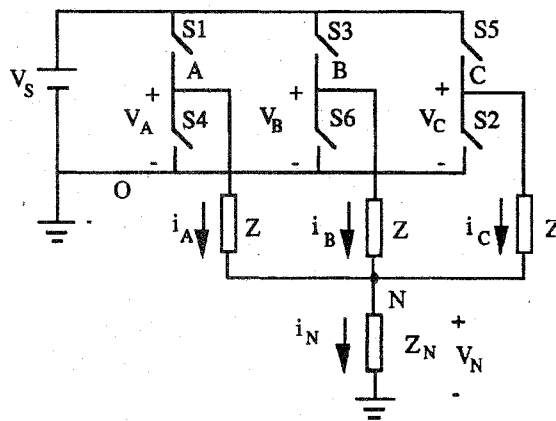 S1 S3 S5
A B C
V_S + + +
V_A S4 V_B S6 V_C S2
- - -
O
i_A Z i_B Z i_C Z
N
i_N Z_N + V_N -